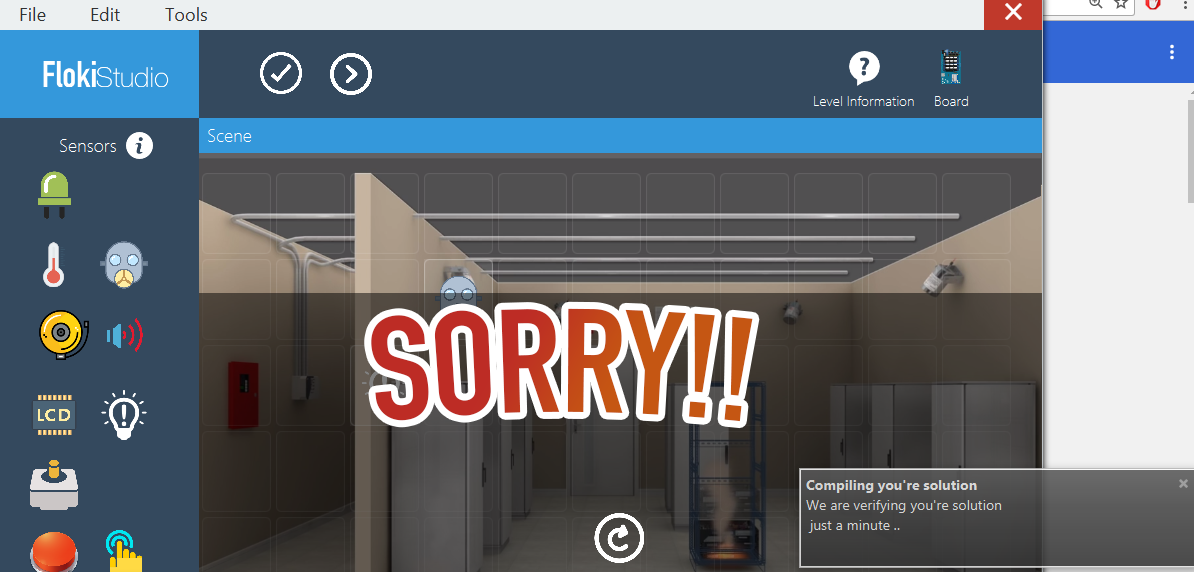 File Edit Tools
FlokiStudio
Level Information Board
Sensors
Scene
SORRY!!
LCD
Compiling you're solution
We are verifying you're solution
just a minute ..